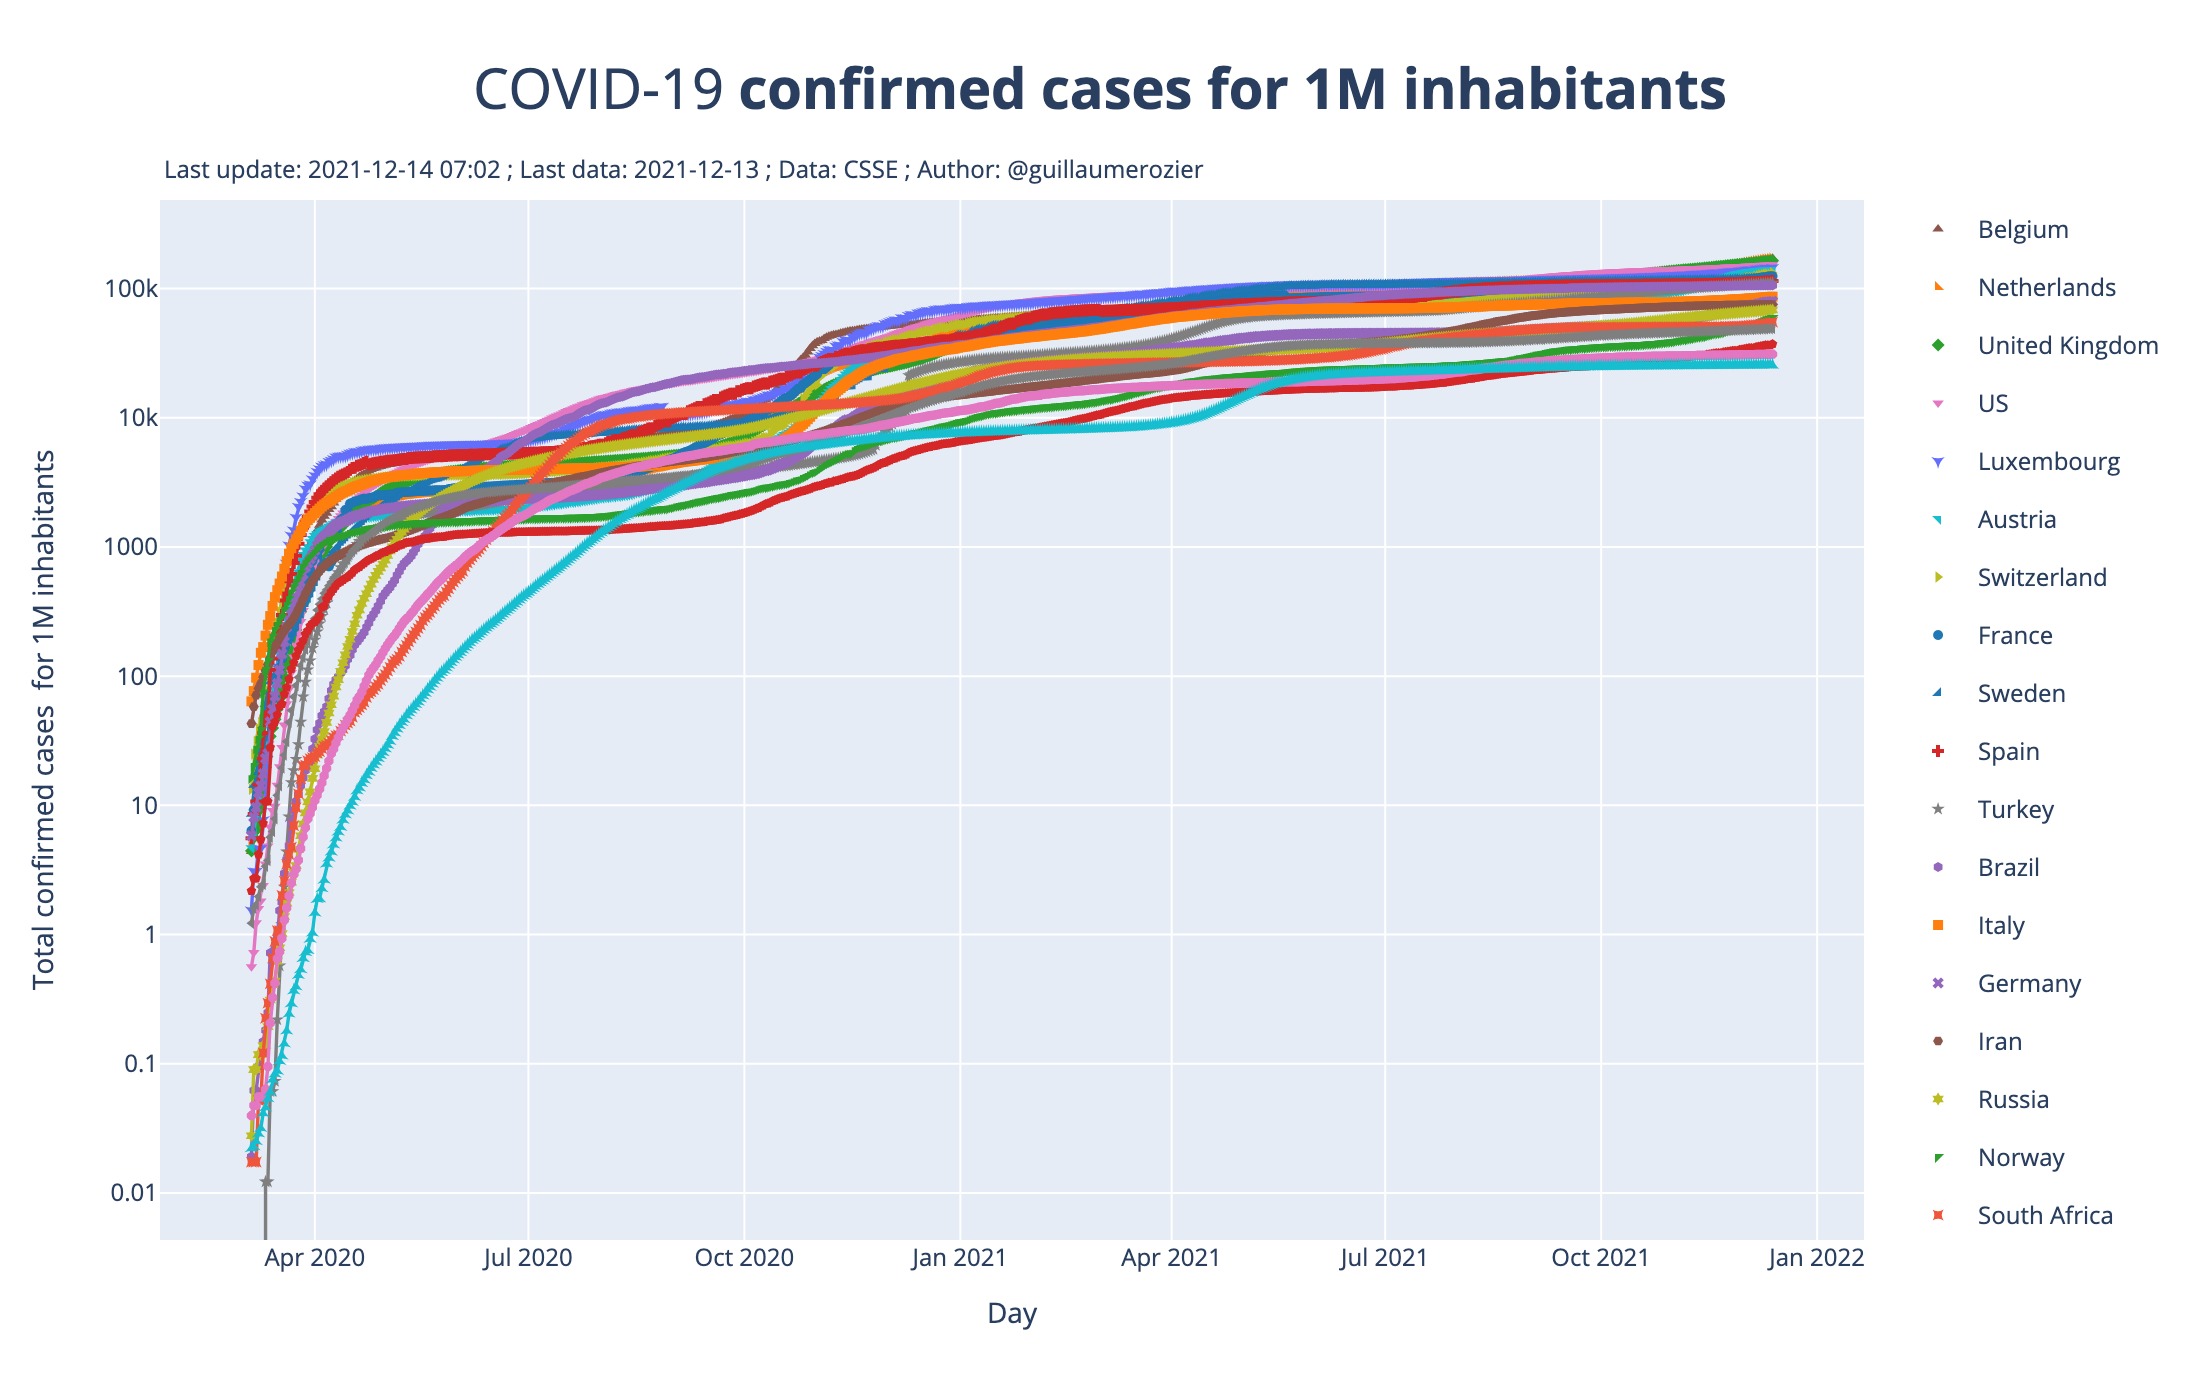 COVID-19 confirmed cases for 1M inhabitants
Last update: 2021-12-14 07:02 ; Last data: 2021-12-13 ; Data: CSSE ; Author: @guillaumerozier
Total confirmed cases for 1M inhabitants
100k
10k
1000
100
10
1
0.1
0.01
Apr 2020
Jul 2020
Oct 2020
Jan 2021
Apr 2021
Jul 2021
Oct 2021
Jan 2022
Day
Belgium
Netherlands
United Kingdom
US
Luxembourg
Austria
Switzerland
France
Sweden
Spain
Turkey
Brazil
Italy
Germany
Iran
Russia
Norway
South Africa